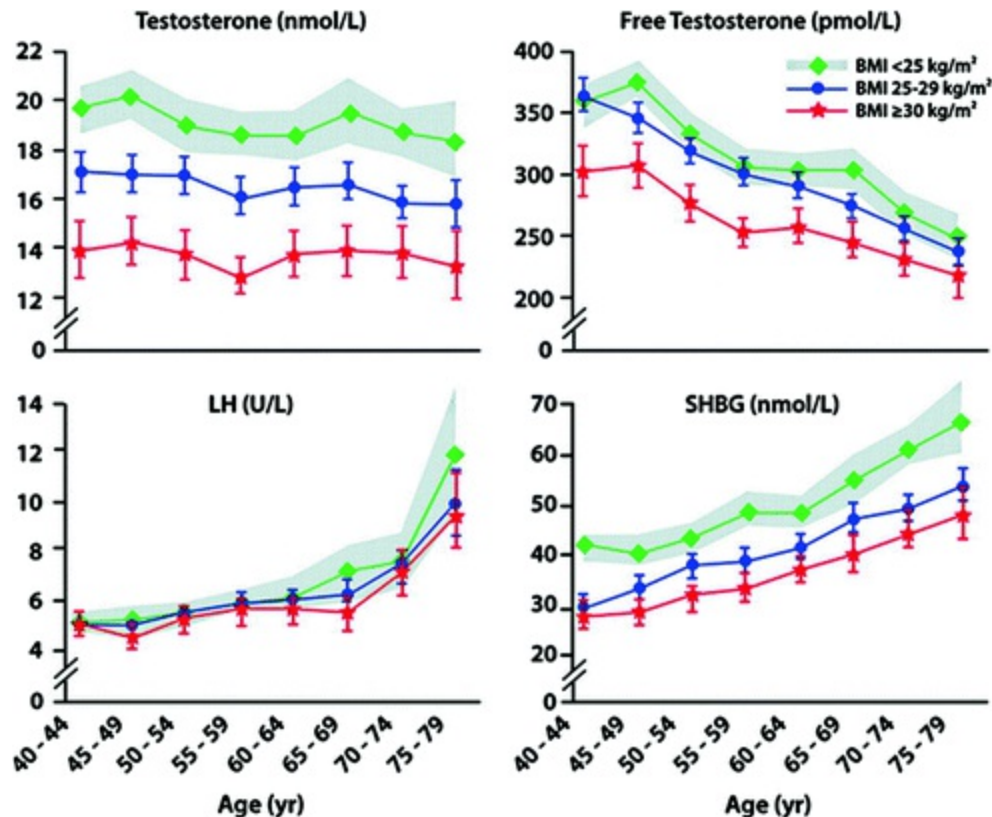 Testosterone (nmol/L)
22
20
18
16
14
12
0
Free Testosterone (pmol/L)
400
350
300
250
200
0
BMI <25 kg/m²
BMI 25-29 kg/m²
BMI ≥30 kg/m²
LH (U/L)
14
12
10
8
6
4
0
40 - 44
45 - 49
50 - 54
55 - 59
60 - 64
65 - 69
70 - 74
75 - 79
Age (yr)
SHBG (nmol/L)
70
60
50
40
30
20
0
40 - 44
45 - 49
50 - 54
55 - 59
60 - 64
65 - 69
70 - 74
75 - 79
Age (yr)